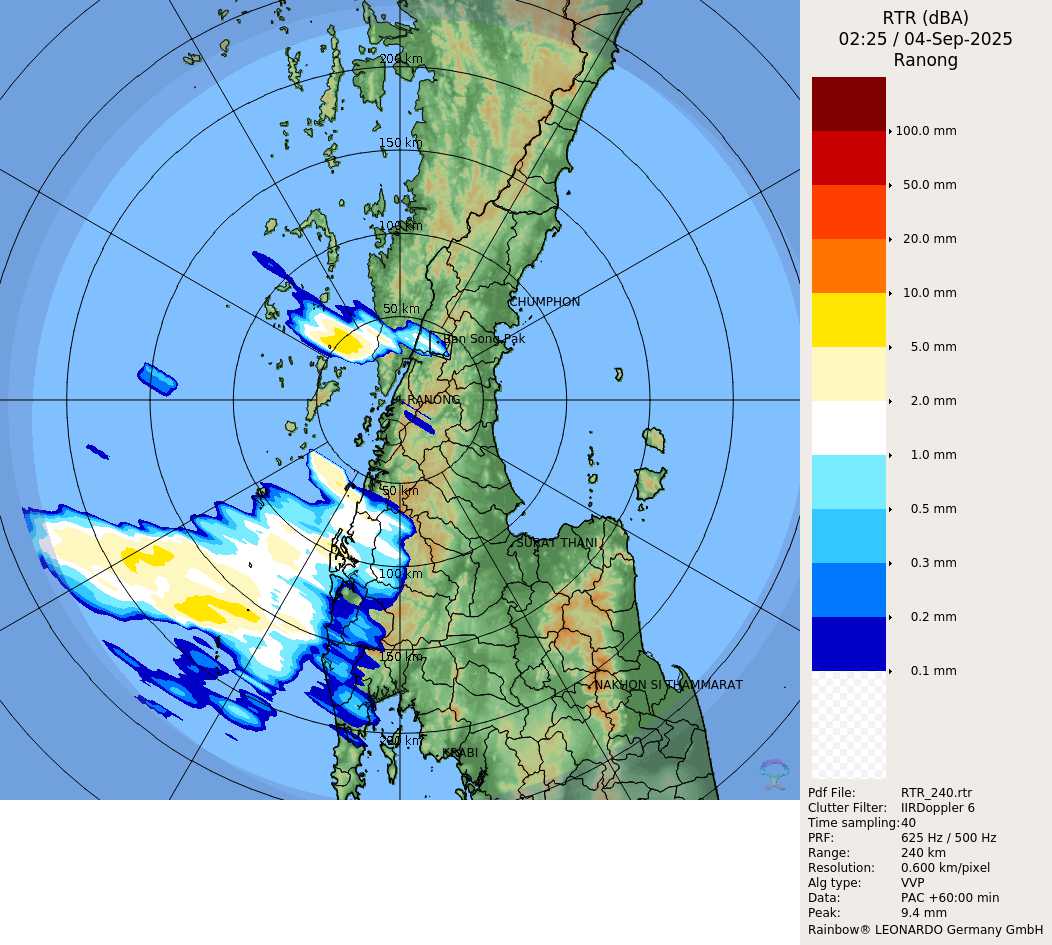 RTR (dBA)
02:25 / 04-Sep-2025
Ranong
200 km
150 km
100 km
50 km
CHUMPHON
Ban Song Pak
RANONG
50 km
SURAT THANI
100 km
150 km
NAKHON SI THAMMARAT
200 km
KRABI
100.0 mm
50.0 mm
20.0 mm
10.0 mm
5.0 mm
2.0 mm
1.0 mm
0.5 mm
0.3 mm
0.2 mm
0.1 mm
Pdf File: RTR_240.rtr
Clutter Filter: IIRDoppler 6
Time sampling: 40
PRF: 625 Hz / 500 Hz
Range: 240 km
Resolution: 0.600 km/pixel
Alg type: VVP
Data: PAC +60:00 min
Peak: 9.4 mm
Rainbow® LEONARDO Germany GmbH